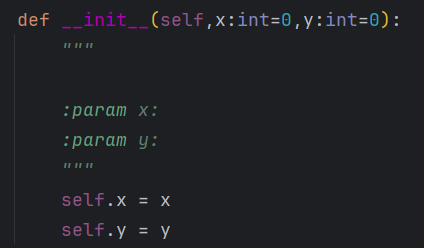 def __init__(self,x:int=0,y:int=0):
"""
:param x:
:param y:
"""
self.x = x
self.y = y